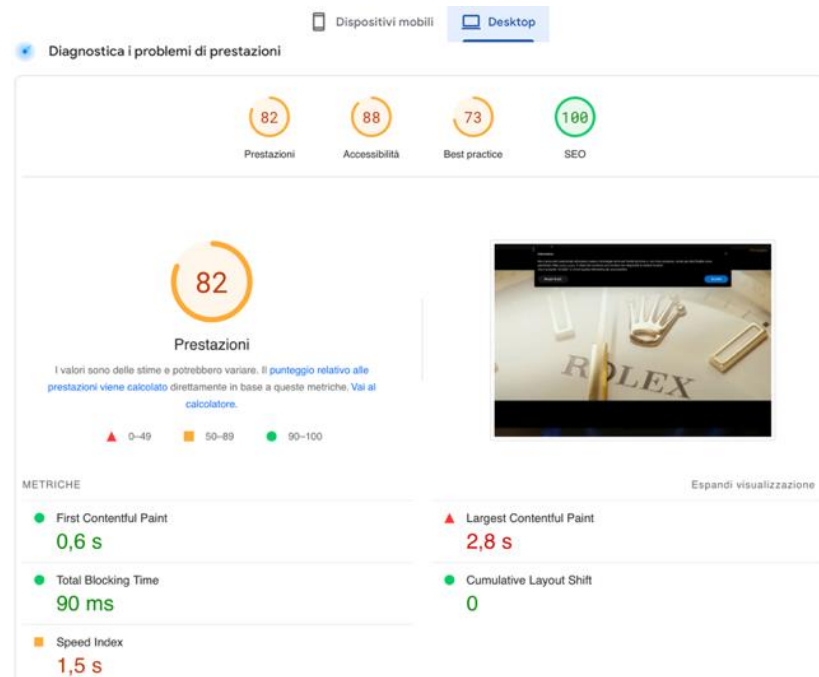 Dispositivi mobili
Desktop
Diagnostica i problemi di prestazioni
82
88
73
100
Prestazioni
Accessibilità
Best practice
SEO
82
Prestazioni
I valori sono delle stime e potrebbero variare. Il punteggio relativo alle
prestazioni viene calcolato direttamente in base a queste metriche. Vai al
calcolatore.
0–49
50–89
90–100
ROLEX
METRICHE
Espandi visualizzazione
First Contentful Paint
0,6 s
Largest Contentful Paint
2,8 s
Total Blocking Time
90 ms
Cumulative Layout Shift
0
Speed Index
1,5 s